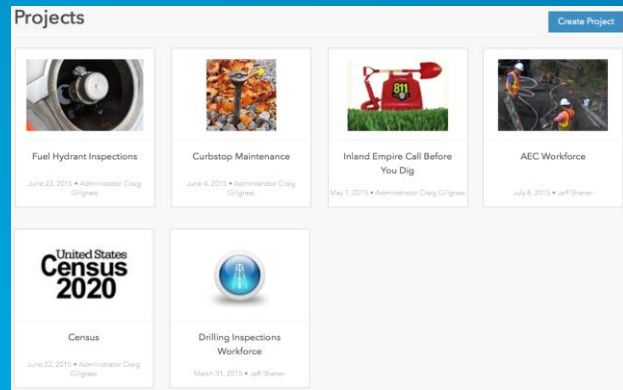 Projects
Create Project
811
Fuel Hydrant Inspections
June 23, 2015 • Administrator Craig
Gillgrass
Curbstop Maintenance
June 4, 2015 • Administrator Craig
Gillgrass
Inland Empire Call Before
You Dig
May 7, 2015 • Administrator Craig Gillgrass
AEC Workforce
July 8, 2015 • Jeff Shaner
United States
Census
2020
Census
June 22, 2015 • Administrator Craig
Gillgrass
Drilling Inspections
Workforce
March 31, 2015 • Jeff Shaner